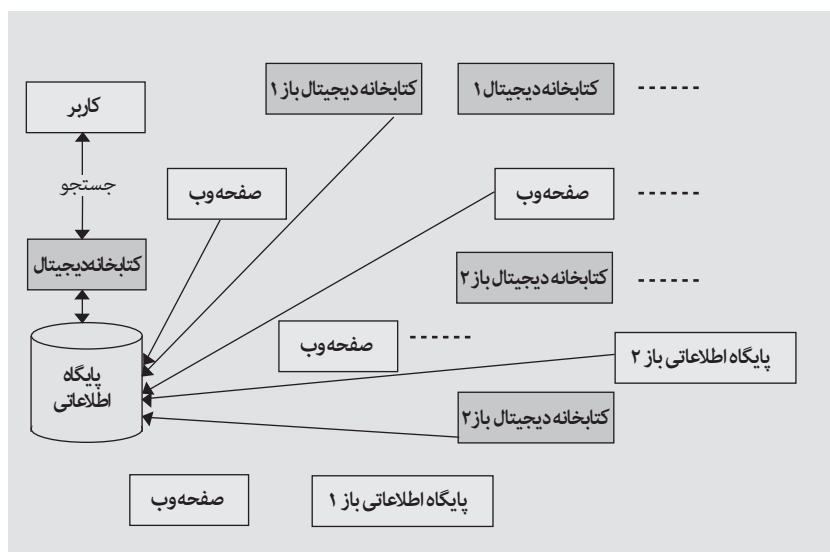 کتابخانه دیجیتال باز ۱
کتابخانه دیجیتال ۱
کاربر
جستجو
صفحه وب
صفحه وب
کتابخانه دیجیتال
کتابخانه دیجیتال باز ۲
صفحه وب
پایگاه اطلاعاتی باز ۲
پایگاه
اطلاعاتی
کتابخانه دیجیتال باز ۲
صفحه وب
پایگاه اطلاعاتی باز ۱